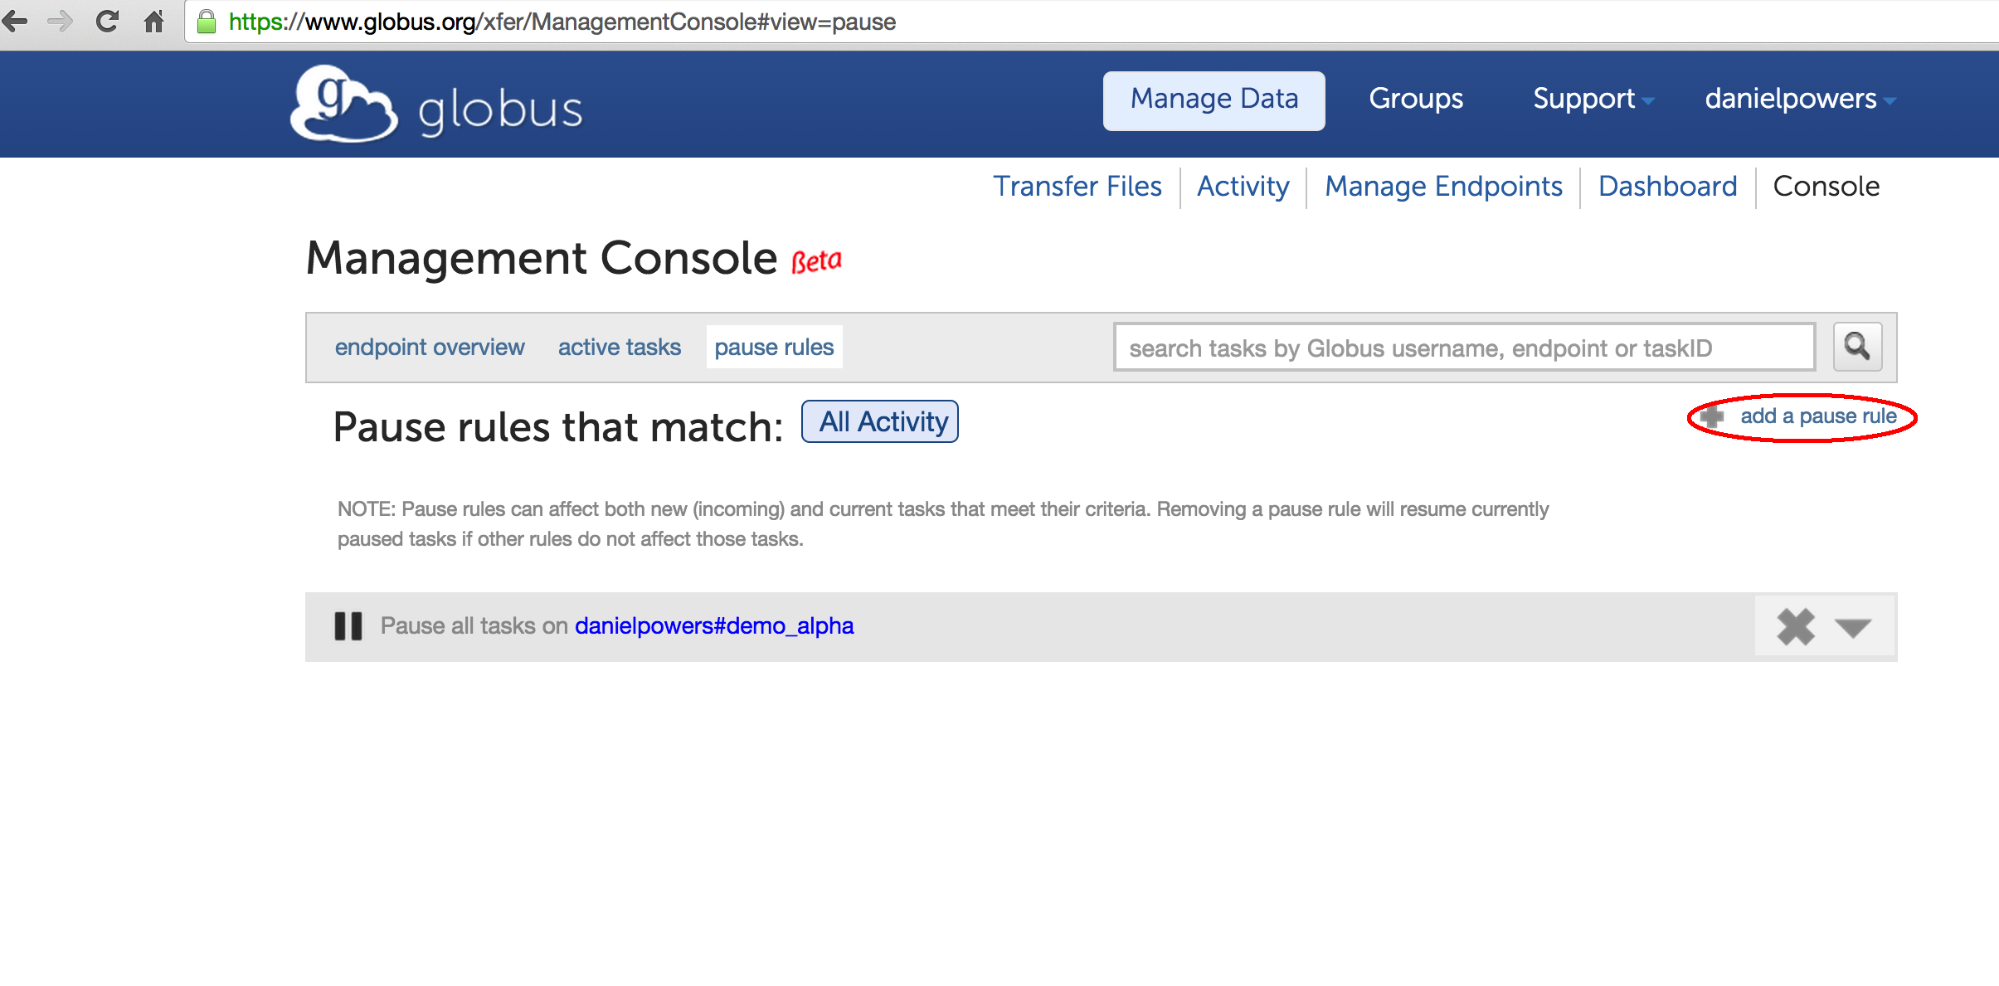 https://www.globus.org/xfer/ManagementConsole#view=pause
g globus
Manage Data Groups Support danielpowers
Transfer Files Activity Manage Endpoints Dashboard Console
Management Console ßeta
endpoint overview active tasks pause rules search tasks by Globus username, endpoint or taskID
Pause rules that match: All Activity add a pause rule
NOTE: Pause rules can affect both new (incoming) and current tasks that meet their criteria. Removing a pause rule will resume currently
paused tasks if other rules do not affect those tasks.
Pause all tasks on danielpowers#demo_alpha